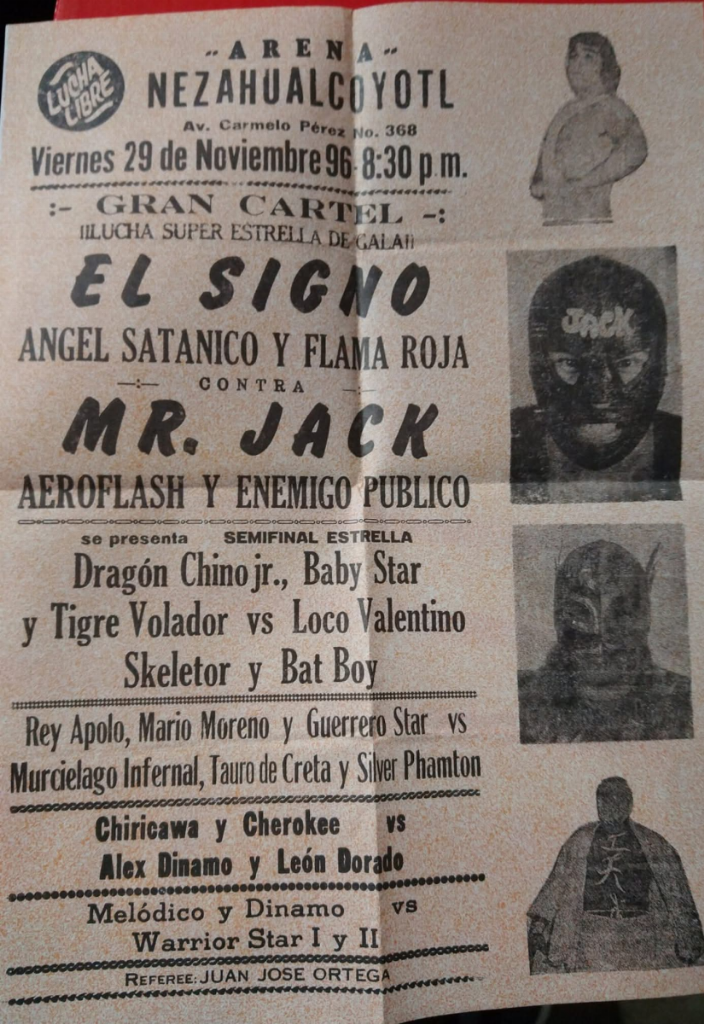 LUCHA LIBRE
"ARENA"
NEZAHUALCOYOTL
Av. Carmelo Pérez No. 368
Viernes 29 de Noviembre 96 8:30 p.m.
:- GRAN CARTEL -:
¡¡LUCHA SUPER ESTRELLA DE GALA!!
EL SIGNO
ANGEL SATANICO Y FLAMA ROJA
—:— CONTRA —:—
MR. JACK
AEROFLASH Y ENEMIGO PUBLICO
se presenta SEMIFINAL ESTRELLA
Dragón Chino jr., Baby Star
y Tigre Volador vs Loco Valentino
Skeletor y Bat Boy
Rey Apolo, Mario Moreno y Guerrero Star vs
Murcielago Infernal, Tauro de Creta y Silver Phamton
Chiricawa y Cherokee vs
Alex Dinamo y León Dorado
Melódico y Dinamo vs
Warrior Star I y II
REFEREE: JUAN JOSE ORTEGA
JACK